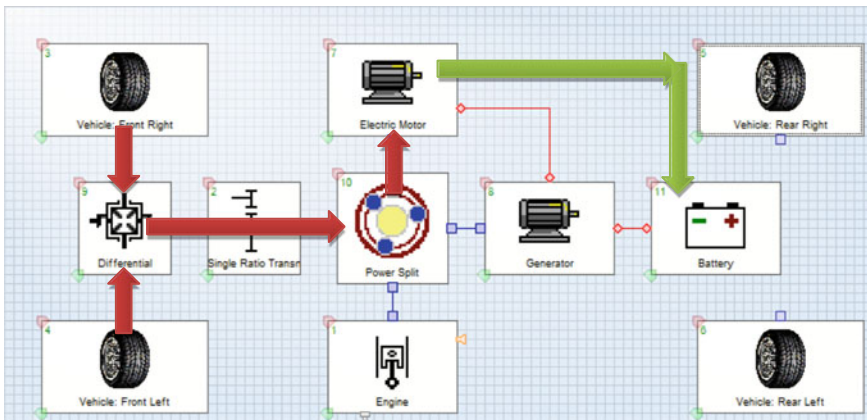 3
Vehicle: Front Right
7
Electric Motor
5
Vehicle: Rear Right
9
Differential
2
Single Ratio Transn
10
Power Split
8
Generator
11
Battery
4
Vehicle: Front Left
1
Engine
6
Vehicle: Rear Left